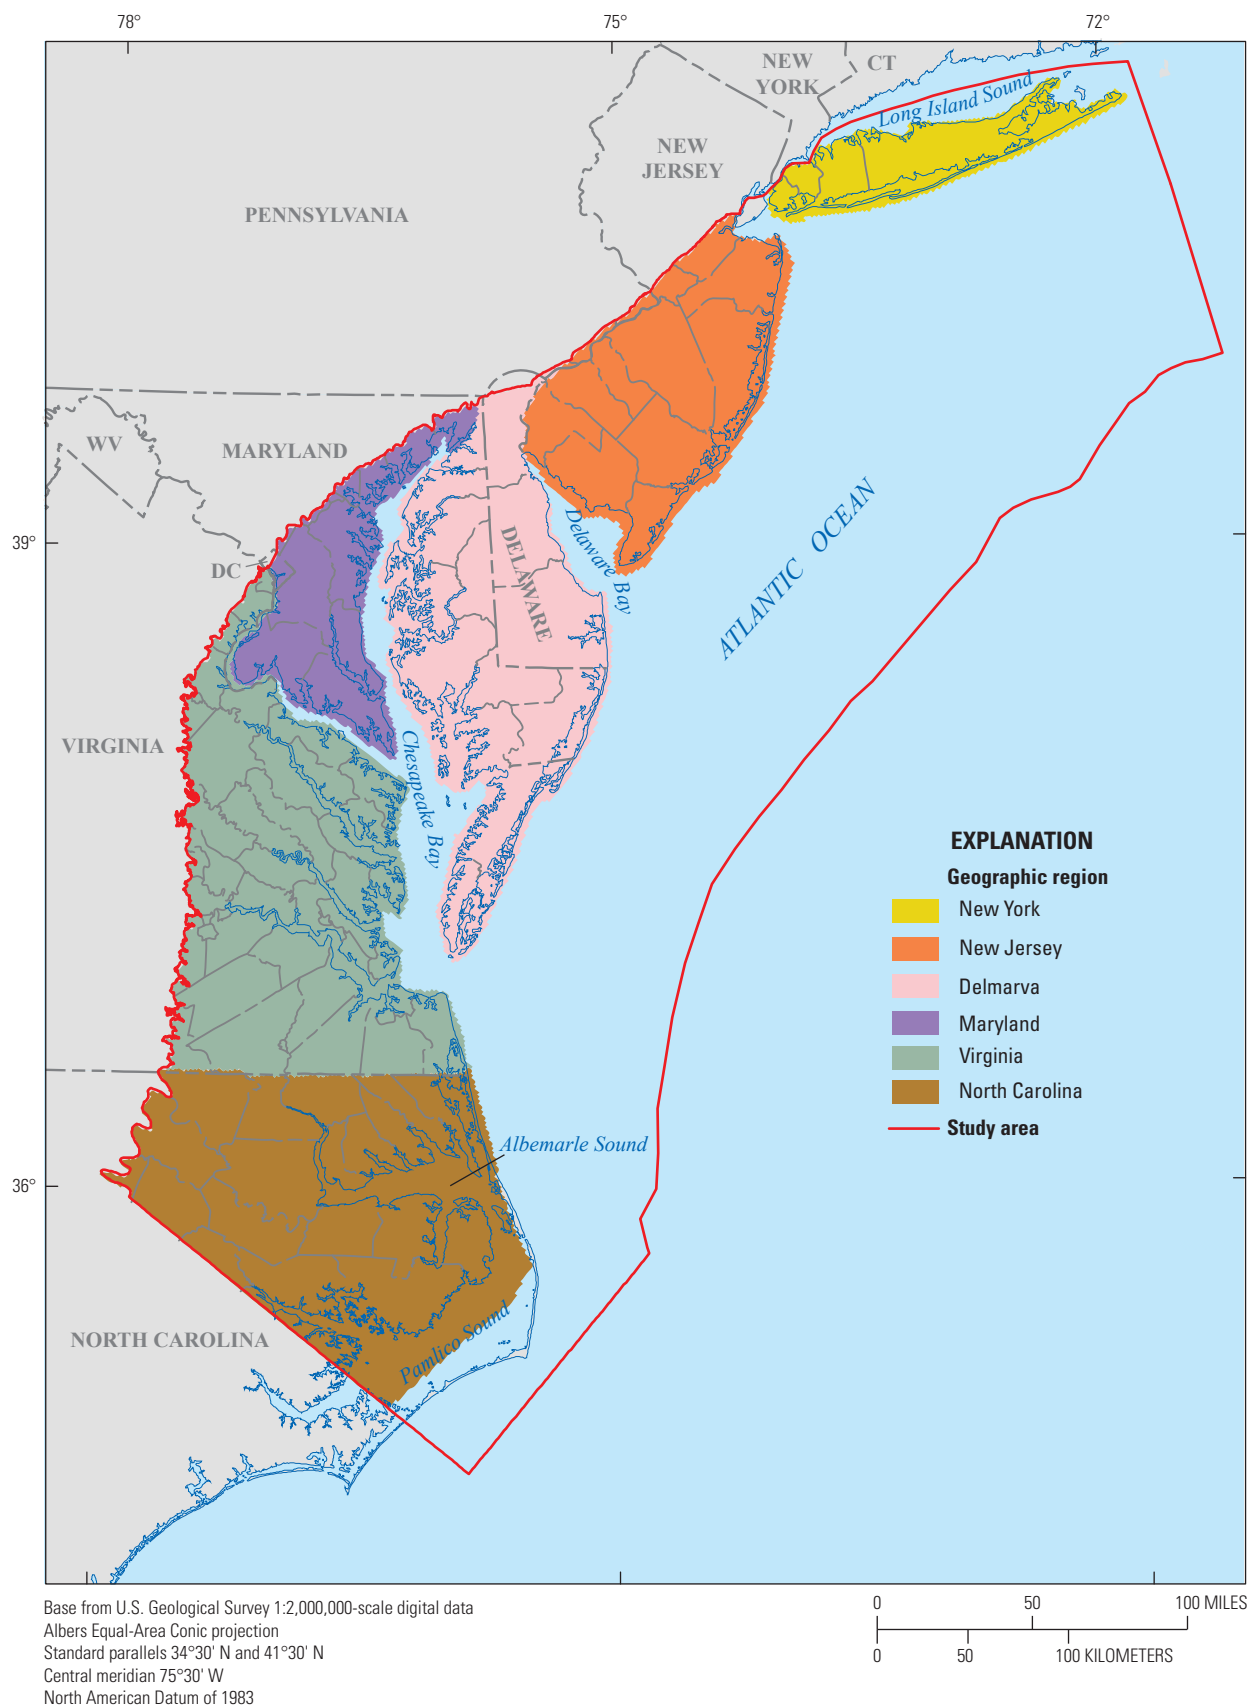 78°
75°
72°
NEW
YORK
CT
Long Island Sound
NEW
JERSEY
PENNSYLVANIA
WV
MARYLAND
39°
DC
DELAWARE
Delaware Bay
ATLANTIC OCEAN
VIRGINIA
Chesapeake Bay
EXPLANATION
Geographic region
New York
New Jersey
Delmarva
Maryland
Virginia
North Carolina
Study area
Albemarle Sound
36°
NORTH CAROLINA
Pamlico Sound
Base from U.S. Geological Survey 1:2,000,000-scale digital data
Albers Equal-Area Conic projection
Standard parallels 34°30' N and 41°30' N
Central meridian 75°30' W
North American Datum of 1983
0 50 100 MILES
0 50 100 KILOMETERS